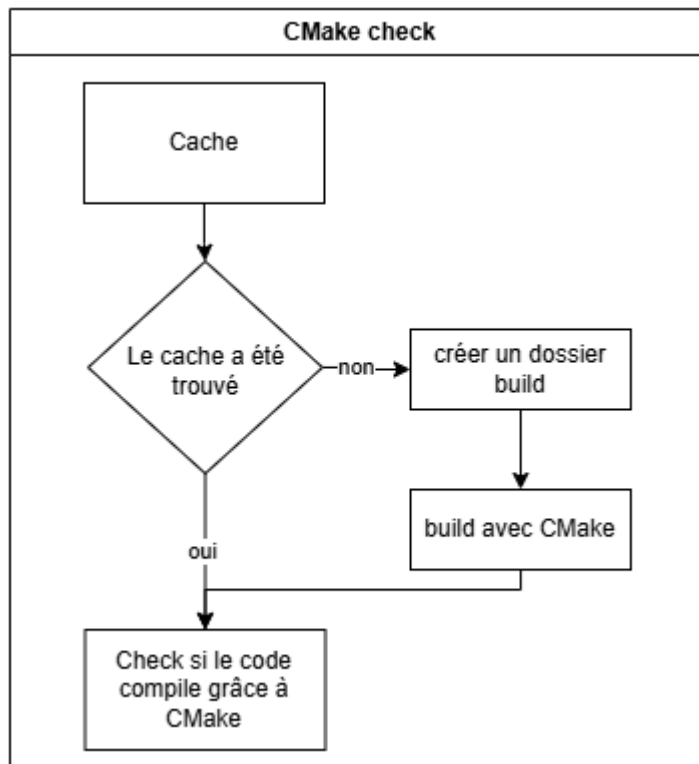 CMake check
Cache
Le cache a été
trouvé
non
créer un dossier
build
build avec CMake
oui
Check si le code
compile grâce à
CMake